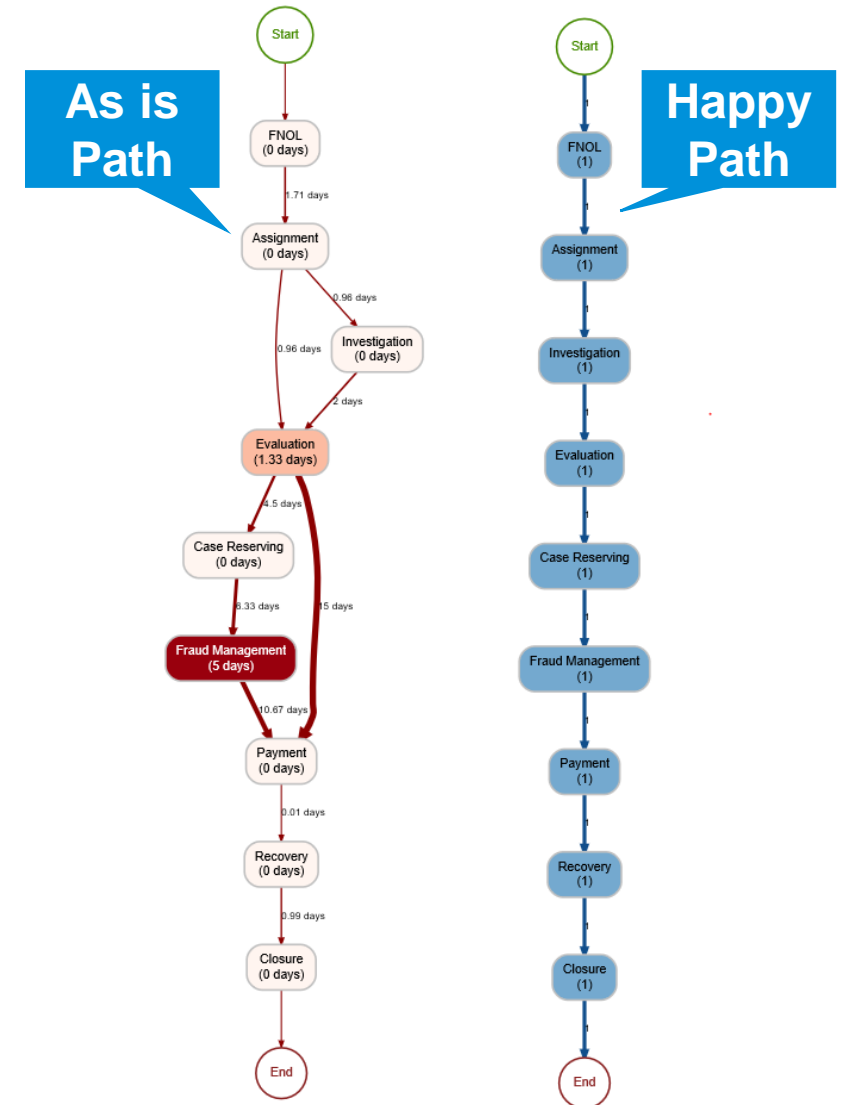 As is
Path
Start
FNOL
(0 days)
1.71 days
Assignment
(0 days)
0.96 days
0.96 days
Investigation
(0 days)
2 days
Evaluation
(1.33 days)
4.5 days
Case Reserving
(0 days)
6.33 days
15 days
Fraud Management
(5 days)
10.67 days
Payment
(0 days)
0.01 days
Recovery
(0 days)
0.99 days
Closure
(0 days)
End
Happy
Path
Start
1
FNOL
(1)
1
Assignment
(1)
1
Investigation
(1)
1
Evaluation
(1)
1
Case Reserving
(1)
1
Fraud Management
(1)
1
Payment
(1)
1
Recovery
(1)
1
Closure
(1)
1
End